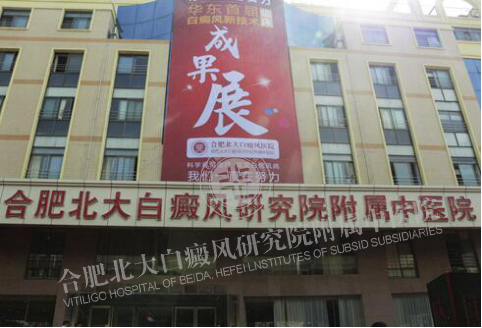 华东首届
白癜风新技术
成果展
合肥北大白癜风医院
我们一直在努力
合肥北大白癜风研究院附属中医院
合肥北大白癜风研究院附属中医院
VITILIGO HOSPITAL OF BEIDA, HEFEI LNSTITUTES OF SUBSID SUBSIDIARIES